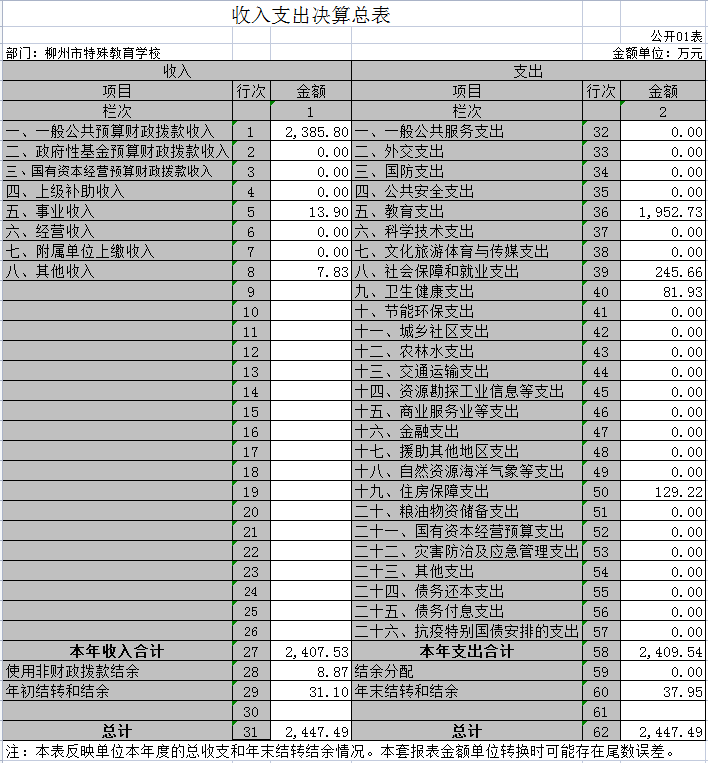 收入支出决算总表
公开01表
部门：柳州市特殊教育学校 金额单位：万元
收入 支出
项目 行次 金额 项目 行次 金额
栏次 1 栏次 2
一、一般公共预算财政拨款收入 1 2,385.80 一、一般公共服务支出 32 0.00
二、政府性基金预算财政拨款收入 2 0.00 二、外交支出 33 0.00
三、国有资本经营预算财政拨款收入 3 0.00 三、国防支出 34 0.00
四、上级补助收入 4 0.00 四、公共安全支出 35 0.00
五、事业收入 5 13.90 五、教育支出 36 1,952.73
六、经营收入 6 0.00 六、科学技术支出 37 0.00
七、附属单位上缴收入 7 0.00 七、文化旅游体育与传媒支出 38 0.00
八、其他收入 8 7.83 八、社会保障和就业支出 39 245.66
9 九、卫生健康支出 40 81.93
10 十、节能环保支出 41 0.00
11 十一、城乡社区支出 42 0.00
12 十二、农林水支出 43 0.00
13 十三、交通运输支出 44 0.00
14 十四、资源勘探工业信息等支出 45 0.00
15 十五、商业服务业等支出 46 0.00
16 十六、金融支出 47 0.00
17 十七、援助其他地区支出 48 0.00
18 十八、自然资源海洋气象等支出 49 0.00
19 十九、住房保障支出 50 129.22
20 二十、粮油物资储备支出 51 0.00
21 二十一、国有资本经营预算支出 52 0.00
22 二十二、灾害防治及应急管理支出 53 0.00
23 二十三、其他支出 54 0.00
24 二十四、债务还本支出 55 0.00
25 二十五、债务付息支出 56 0.00
26 二十六、抗疫特别国债安排的支出 57 0.00
本年收入合计 27 2,407.53 本年支出合计 58 2,409.54
使用非财政拨款结余 28 8.87 结余分配 59 0.00
年初结转和结余 29 31.10 年末结转和结余 60 37.95
30 61
总计 31 2,447.49 总计 62 2,447.49
注：本表反映单位本年度的总收支和年末结转结余情况。本套报表金额单位转换时可能存在尾数误差。